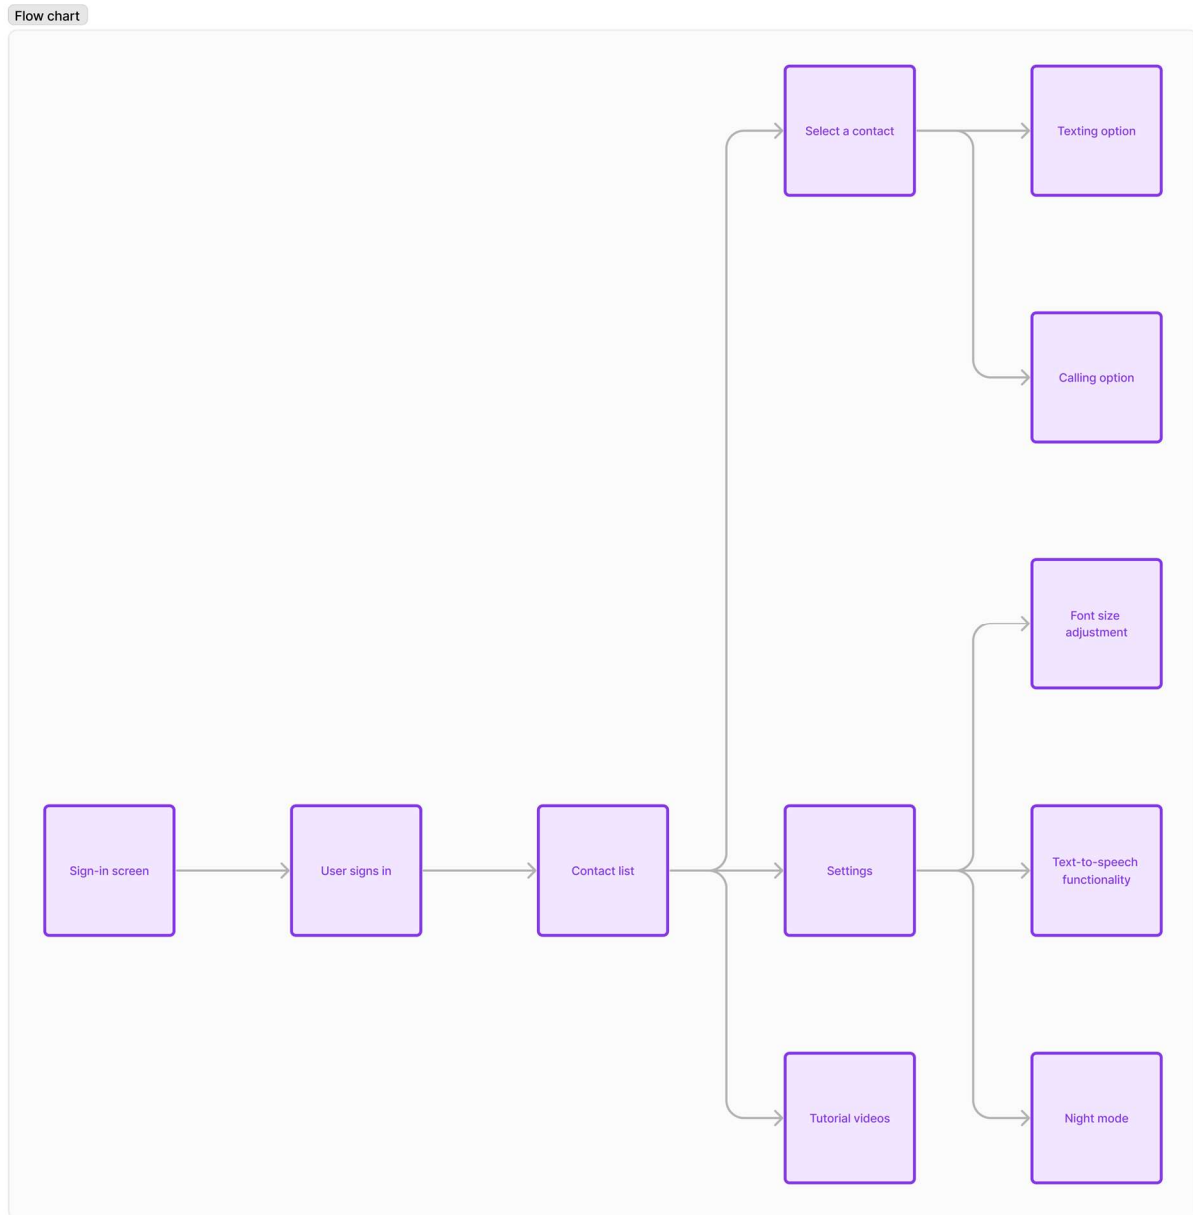 Flow chart
Select a contact
Texting option
Calling option
Font size
adjustment
Sign-in screen
User signs in
Contact list
Settings
Text-to-speech
functionality
Tutorial videos
Night mode